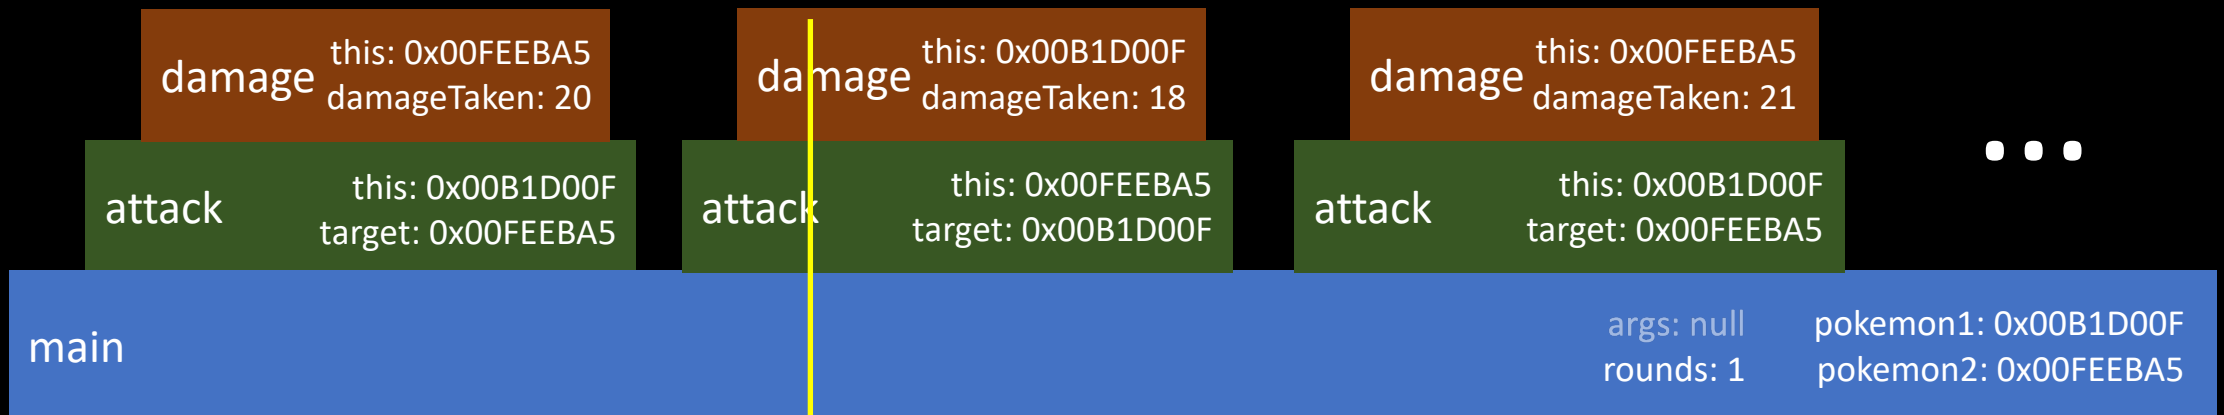 damage
this: 0x00FEEBA5
damageTaken: 20
damage
this: 0x00B1D00F
damageTaken: 18
damage
this: 0x00FEEBA5
damageTaken: 21
attack
this: 0x00B1D00F
target: 0x00FEEBA5
attack
this: 0x00FEEBA5
target: 0x00B1D00F
attack
this: 0x00B1D00F
target: 0x00FEEBA5
...
main
args: null
rounds: 1
pokemon1: 0x00B1D00F
pokemon2: 0x00FEEBA5